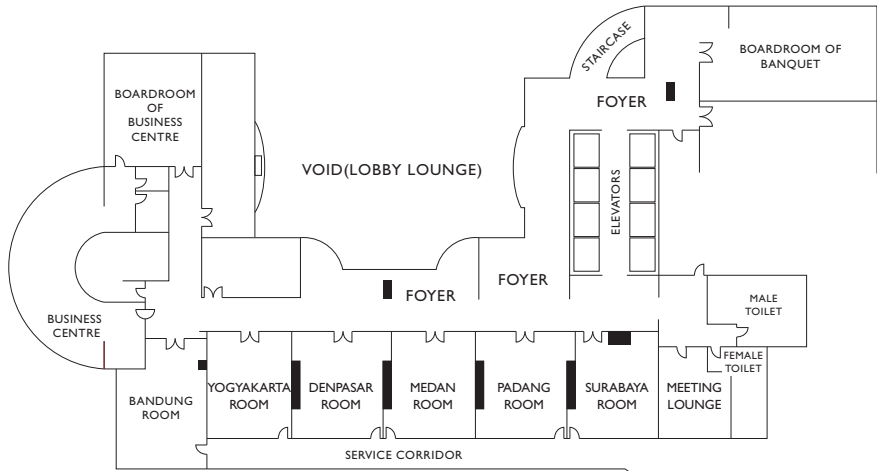 STAIRCASE
BOARDROOM OF
BANQUET
BOARDROOM
OF
BUSINESS
CENTRE
FOYER
VOID(LOBBY LOUNGE)
ELEVATORS
FOYER
FOYER
BUSINESS
CENTRE
MALE
TOILET
FEMALE
TOILET
BANDUNG
ROOM
YOGYAKARTA
ROOM
DENPASAR
ROOM
MEDAN
ROOM
PADANG
ROOM
SURABAYA
ROOM
MEETING
LOUNGE
SERVICE CORRIDOR